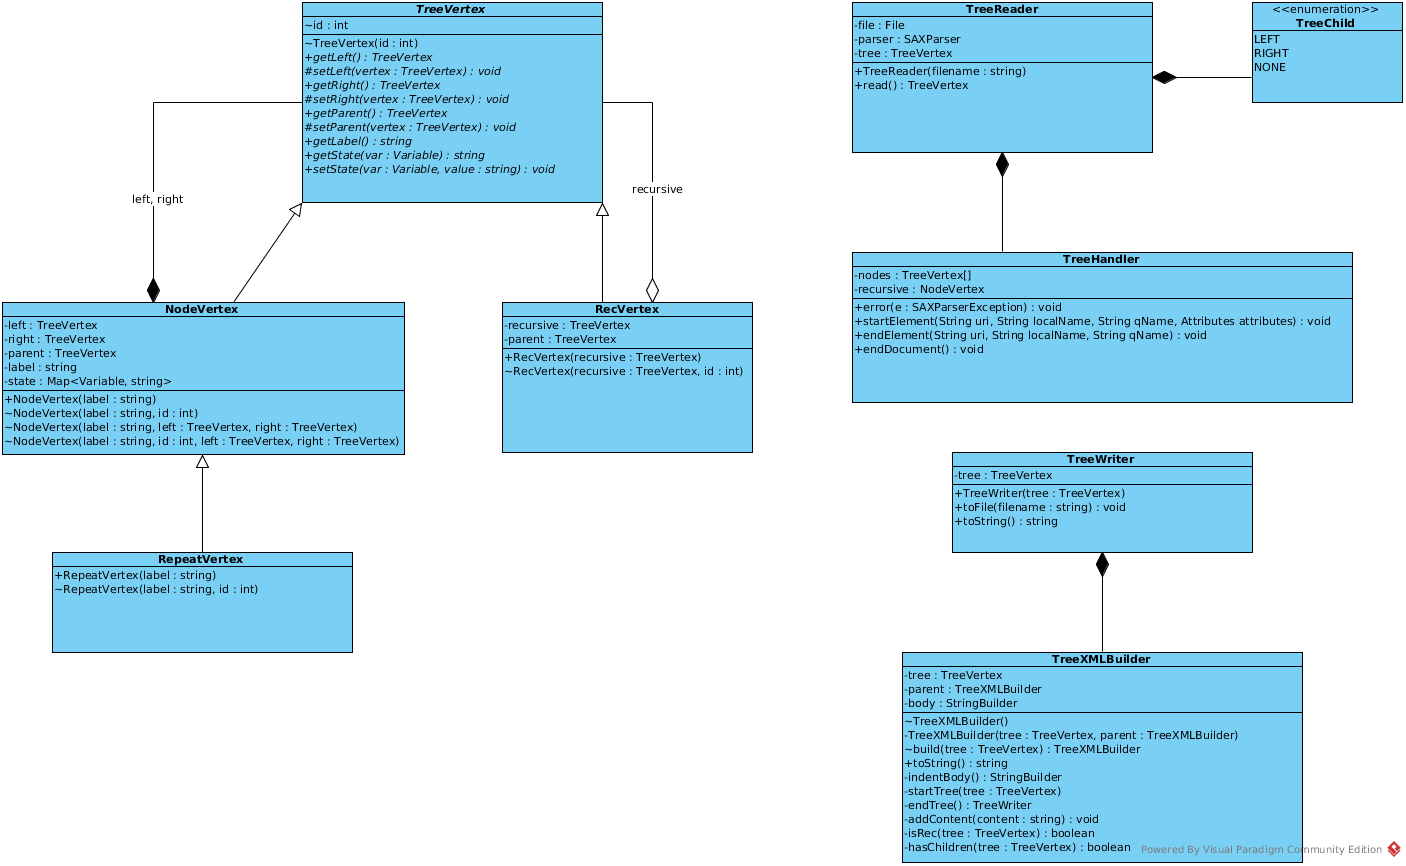 TreeVertex
~id : int
~TreeVertex(id : int)
+getLeft() : TreeVertex
#setLeft(vertex : TreeVertex) : void
+getRight() : TreeVertex
#setRight(vertex : TreeVertex) : void
+getParent() : TreeVertex
#setParent(vertex : TreeVertex) : void
+getLabel() : string
+getState(var : Variable) : string
+setState(var : Variable, value : string) : void
left, right
recursive
NodeVertex
-left : TreeVertex
-right : TreeVertex
-parent : TreeVertex
-label : string
-state : Map<Variable, string>
+NodeVertex(label : string)
~NodeVertex(label : string, id : int)
~NodeVertex(label : string, left : TreeVertex, right : TreeVertex)
~NodeVertex(label : string, id : int, left : TreeVertex, right : TreeVertex)
RecVertex
-recursive : TreeVertex
-parent : TreeVertex
+RecVertex(recursive : TreeVertex)
~RecVertex(recursive : TreeVertex, id : int)
RepeatVertex
+RepeatVertex(label : string)
~RepeatVertex(label : string, id : int)
TreeReader
-file : File
-parser : SAXParser
-tree : TreeVertex
+TreeReader(filename : string)
+read() : TreeVertex
<<enumeration>>
TreeChild
LEFT
RIGHT
NONE
TreeHandler
-nodes : TreeVertex[]
-recursive : NodeVertex
+error(e : SAXParserException) : void
+startElement(String uri, String localName, String qName, Attributes attributes) : void
+endElement(String uri, String localName, String qName) : void
+endDocument() : void
TreeWriter
-tree : TreeVertex
+TreeWriter(tree : TreeVertex)
+toFile(filename : string) : void
+toString() : string
TreeXMLBuilder
-tree : TreeVertex
-parent : TreeXMLBuilder
-body : StringBuilder
~TreeXMLBuilder()
-TreeXMLBuilder(tree : TreeVertex, parent : TreeXMLBuilder)
~build(tree : TreeVertex) : TreeXMLBuilder
+toString() : string
-indentBody() : StringBuilder
-startTree(tree : TreeVertex)
-endTree() : TreeWriter
-addContent(content : string) : void
-isRec(tree : TreeVertex) : boolean
-hasChildren(tree : TreeVertex) : boolean
Powered By Visual Paradigm Community Edition